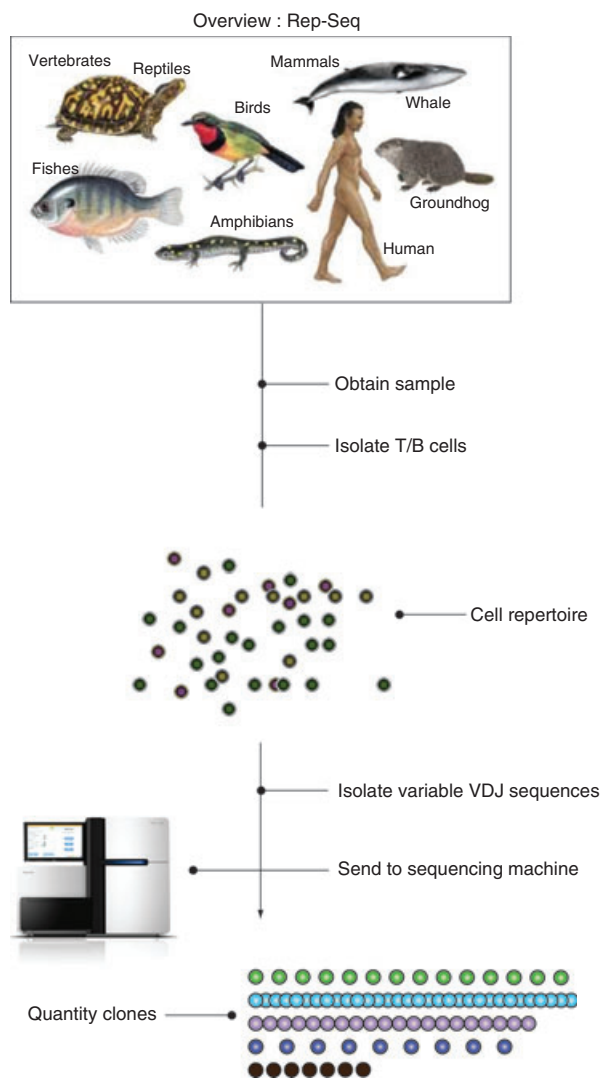 Overview : Rep-Seq
Vertebrates
Reptiles
Birds
Mammals
Whale
Fishes
Amphibians
Groundhog
Human
Obtain sample
Isolate T/B cells
Cell repertoire
Isolate variable VDJ sequences
Send to sequencing machine
Quantity clones